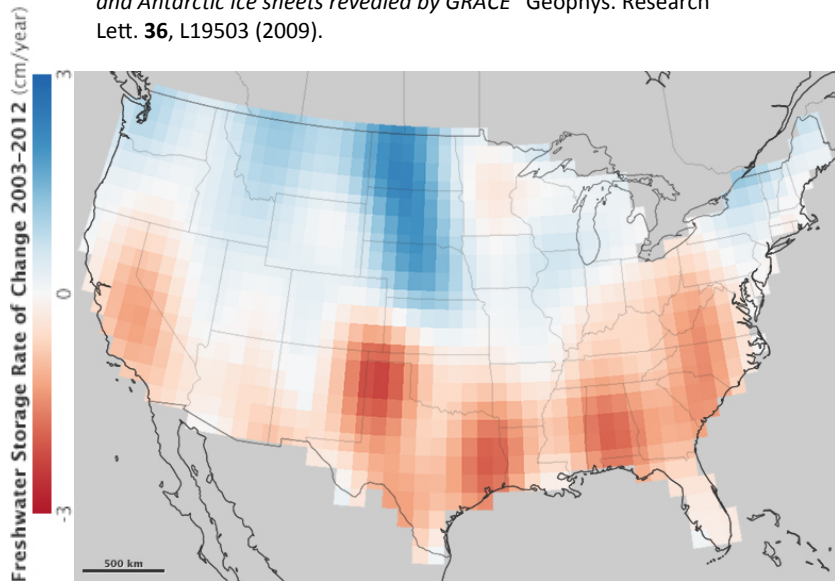 and Antarctic ice sheets revealed by GRACE" Geophys. Research
Lett. 36, L19503 (2009).
Freshwater Storage Rate of Change 2003–2012 (cm/year)
3
0
-3
500 km